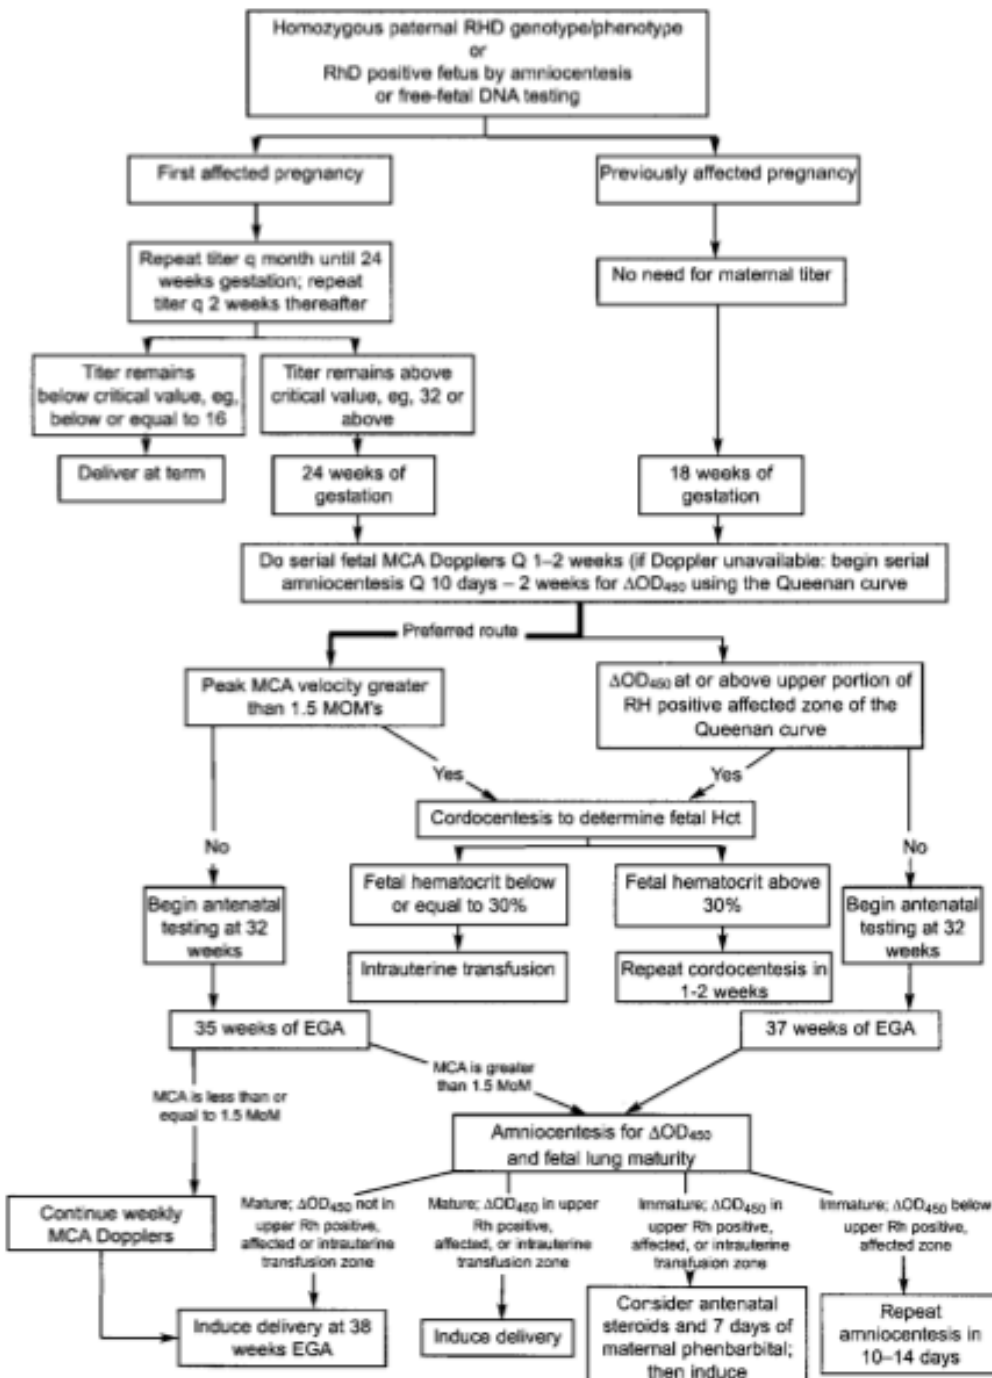 Homozygous paternal RHD genotype/phenotype
or
RhD positive fetus by amniocentesis
or free-fetal DNA testing
First affected pregnancy
Previously affected pregnancy
Repeat titer q month until 24
weeks gestation; repeat
titer q 2 weeks thereafter
No need for maternal titer
Titer remains
below critical value, eg,
below or equal to 16
Titer remains above
critical value, eg, 32 or
above
Deliver at term
24 weeks of
gestation
18 weeks of
gestation
Do serial fetal MCA Dopplers Q 1–2 weeks (if Doppler unavailable: begin serial
amniocentesis Q 10 days – 2 weeks for ΔOD450 using the Queenan curve
Preferred route
Peak MCA velocity greater
than 1.5 MOM's
ΔOD450 at or above upper portion of
RH positive affected zone of the
Queenan curve
Yes
Yes
Cordocentesis to determine fetal Hct
No
No
Fetal hematocrit below
or equal to 30%
Fetal hematocrit above
30%
Begin antenatal
testing at 32
weeks
Begin antenatal
testing at 32
weeks
Intrauterine transfusion
Repeat cordocentesis in
1-2 weeks
35 weeks of EGA
37 weeks of EGA
MCA is greater
than 1.5 MoM
MCA is less than or
equal to 1.5 MoM
Amniocentesis for ΔOD450
and fetal lung maturity
Continue weekly
MCA Dopplers
Mature; ΔOD450 not in
upper Rh positive,
affected or intrauterine
transfusion zone
Mature; ΔOD450 in upper
Rh positive,
affected, or intrauterine
transfusion zone
Immature; ΔOD450 in
upper Rh positive,
affected, or intrauterine
transfusion zone
Immature; ΔOD450 below
upper Rh positive,
affected zone
Induce delivery at 38
weeks EGA
Induce delivery
Consider antenatal
steroids and 7 days of
maternal phenbarbital;
then induce
Repeat
amniocentesis in
10–14 days